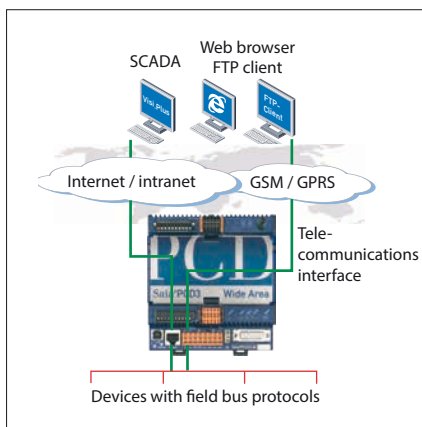 SCADA
Web browser
FTP client
Visi.Plus
FTP-
Client
Internet / intranet
GSM / GPRS
Tele-
communications
interface
PCD
Saia®PCD3 Wide Area
Devices with field bus protocols